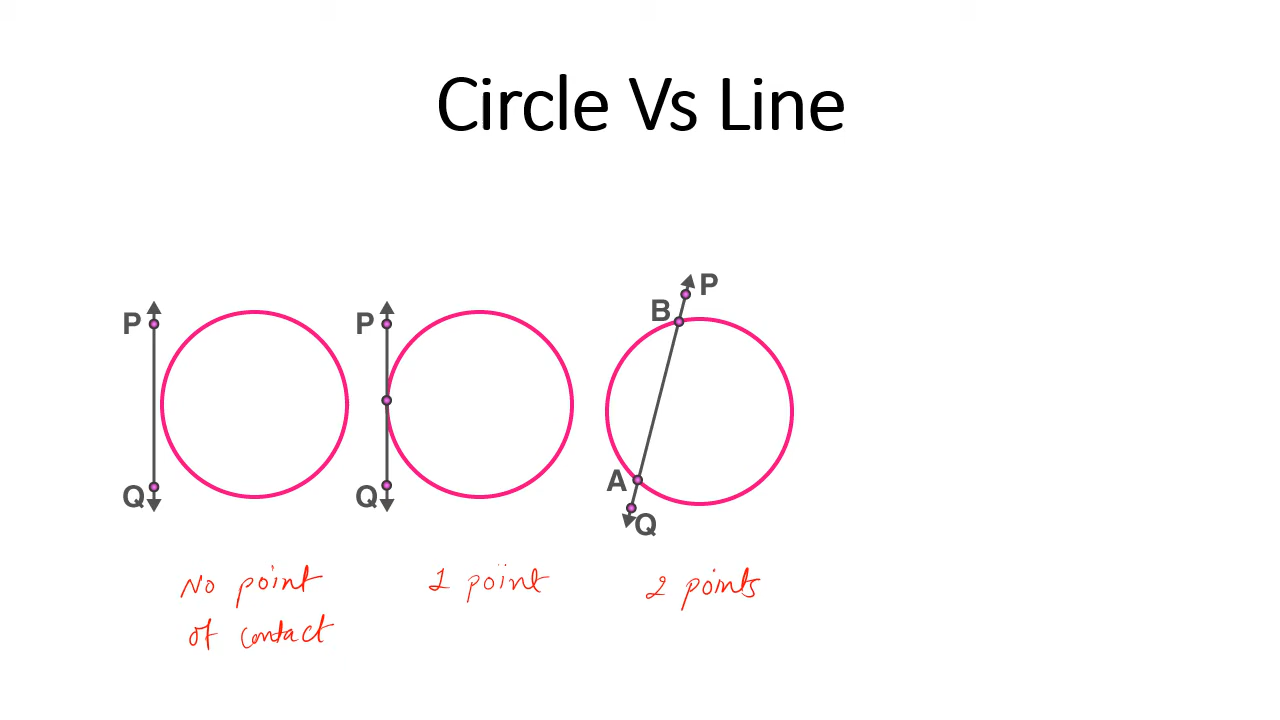 Circle Vs Line
P
Q
P
Q
P
B
A
Q
No point
of contact
1 point
2 points